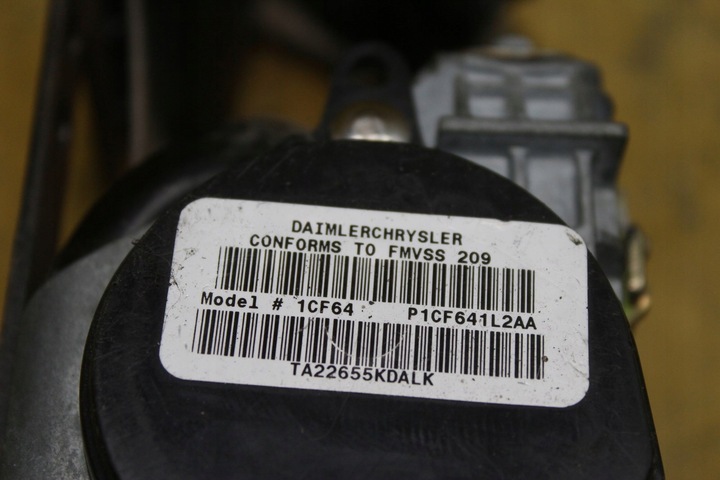 DAIMLERCHRYSLER
CONFORMS TO FMVSS 209
Model # 1CF64 P1CF641L2AA
TA22655KDALK